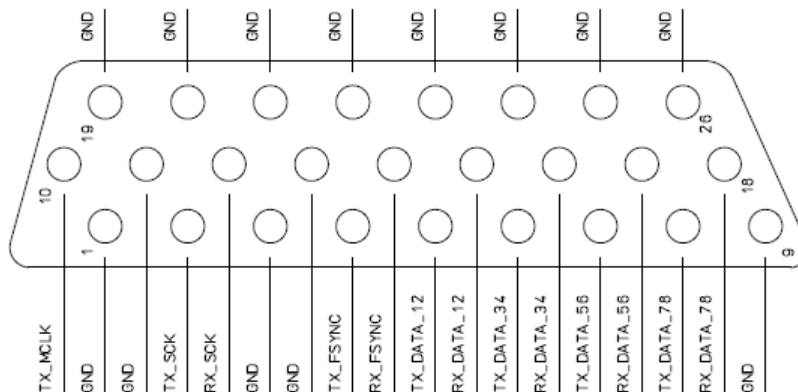 GND GND GND GND GND GND GND GND
19 26
10 18
1 9
TX_MCLK GND GND TX_SCK RX_SCK GND GND TX_FSYNC RX_FSYNC TX_DATA_12 RX_DATA_12 TX_DATA_34 RX_DATA_34 TX_DATA_56 RX_DATA_56 TX_DATA_78 RX_DATA_78 GND